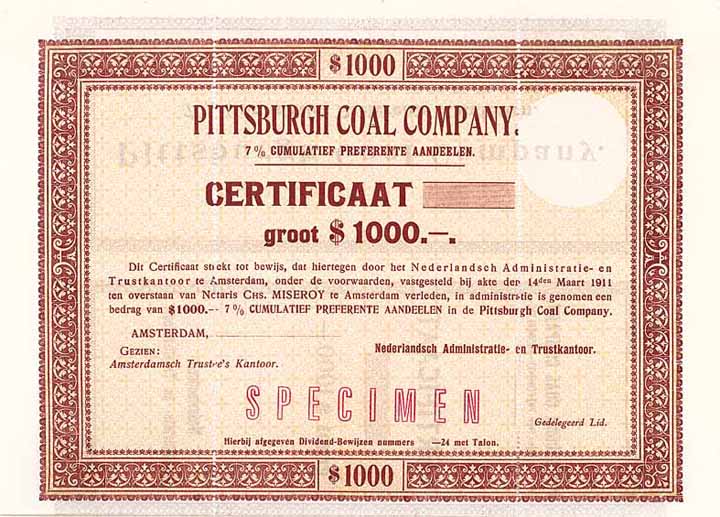 $1000
PITTSBURGH COAL COMPANY.
7% CUMULATIEF PREFERENTE AANDEELEN.
CERTIFICAAT
groot $1000.—.
Dit Certificaat strekt tot bewijs, dat hiertegen door het Nederlandsch Administratie- en
Trustkantoor te Amsterdam, onder de voorwaarden, vastgesteld bij akte der 14den Maart 1911
ten overstaan van Notaris CHS. MISEROY te Amsterdam verleden, in administratie is genomen een
bedrag van $1000.-- 7% CUMULATIEF PREFERENTE AANDEELEN in de Pittsburgh Coal Company.
AMSTERDAM,
GEZIEN: Nederlandsch Administratie- en Trustkantoor.
Amsterdamsch Trustee's Kantoor.
SPECIMEN
Gedelegeerd Lid.
Hierbij afgegeven Dividend-Bewijzen nummers —24 met Talon.
$1000